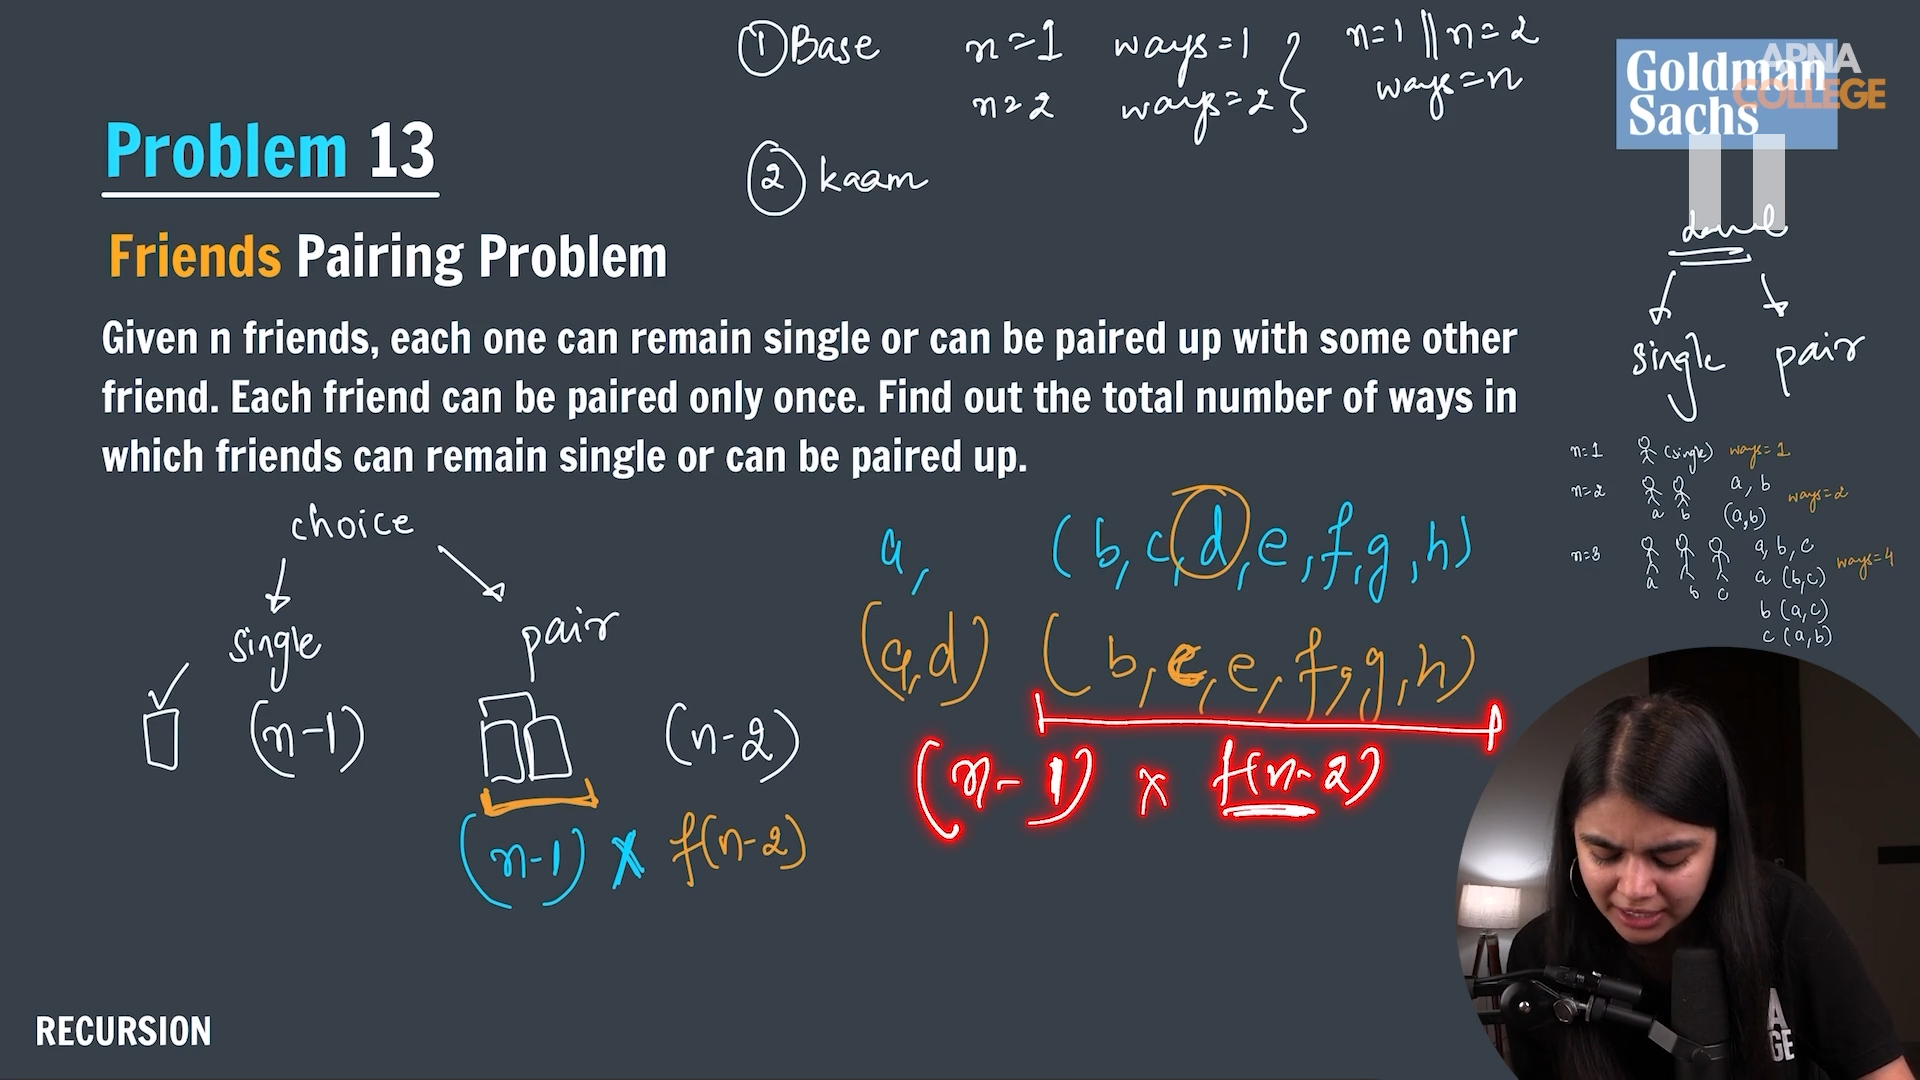 ① Base n=1 ways=1 n=1 || n=2
n=2 ways=2 ways=n
② kaam
Goldman
Sachs
APNA
COLLEGE
Problem 13
Friends Pairing Problem
Given n friends, each one can remain single or can be paired up with some other
friend. Each friend can be paired only once. Find out the total number of ways in
which friends can remain single or can be paired up.
single pair
n=1 (single) ways=1
n=2 a, b ways=2
a b (a,b)
n=3 a, b, c ways=4
a b c a (b,c)
b (a,c)
c (a,b)
choice
single pair
(n-1) (n-2)
(n-1) x f(n-2)
a, (b, c, d, e, f, g, h)
(a, d) (b, c, e, f, g, h)
(n-1) x f(n-2)
A
GE
RECURSION